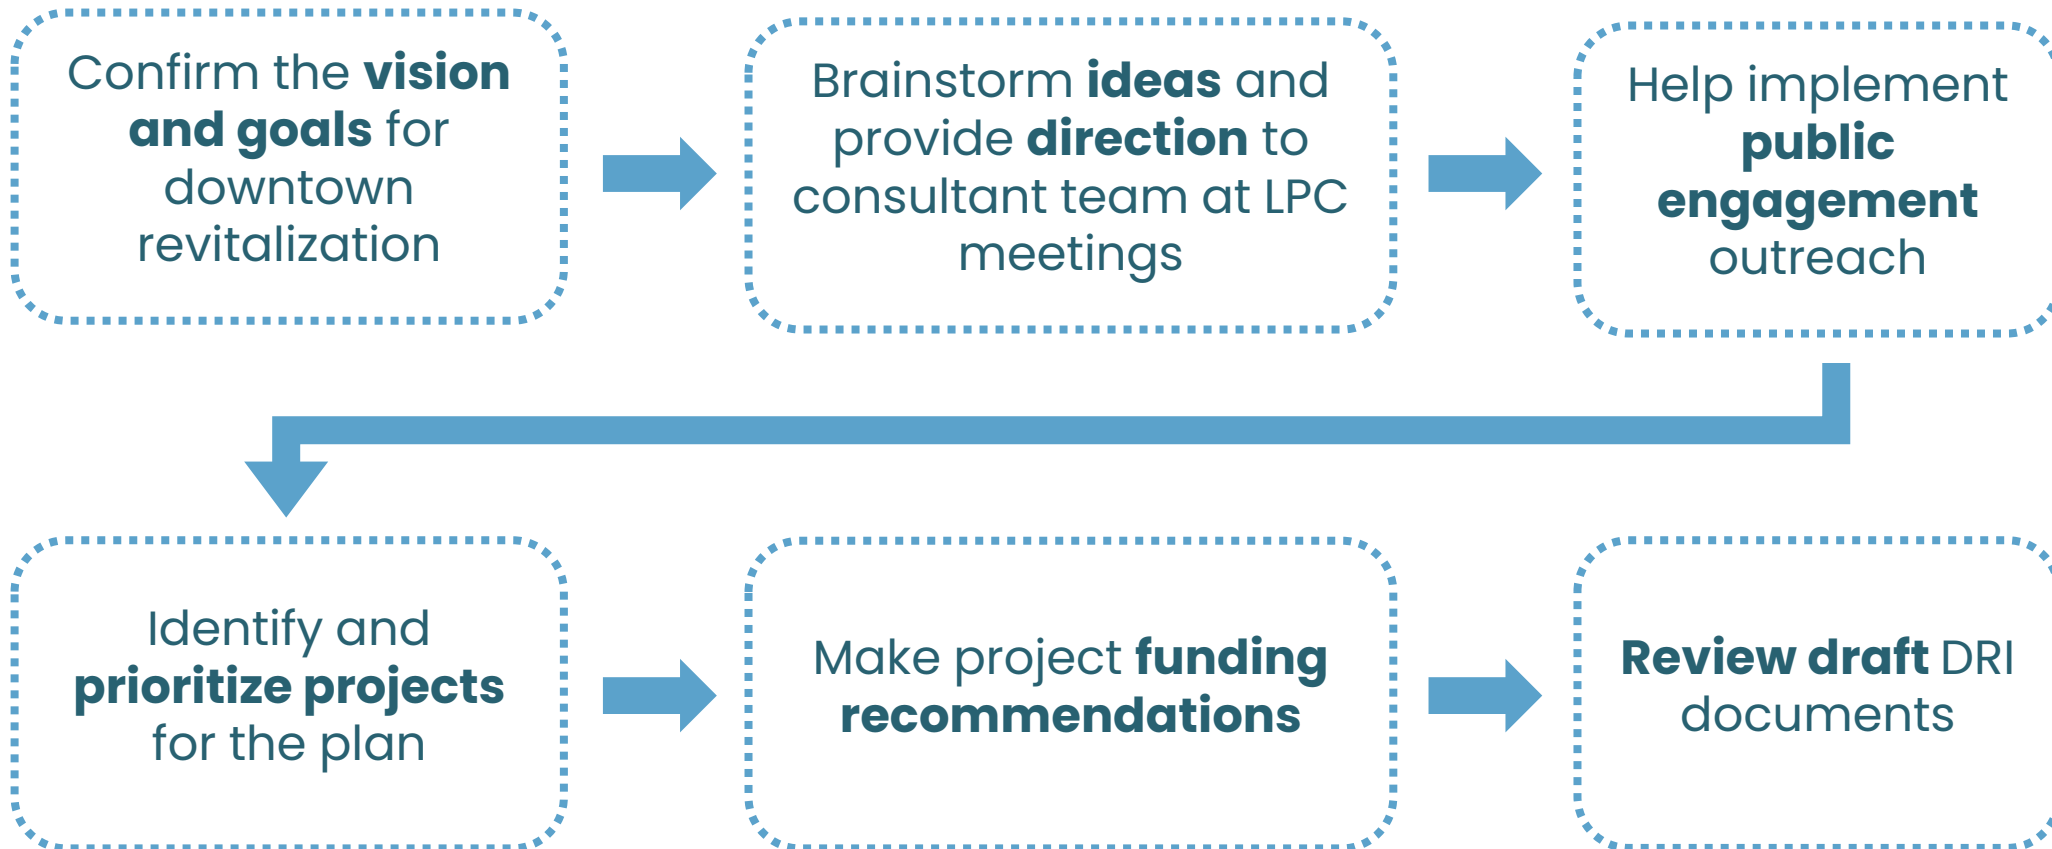 Confirm the vision
and goals for
downtown
revitalization
Brainstorm ideas and
provide direction to
consultant team at LPC
meetings
Help implement
public
engagement
outreach
Identify and
prioritize projects
for the plan
Make project funding
recommendations
Review draft DRI
documents